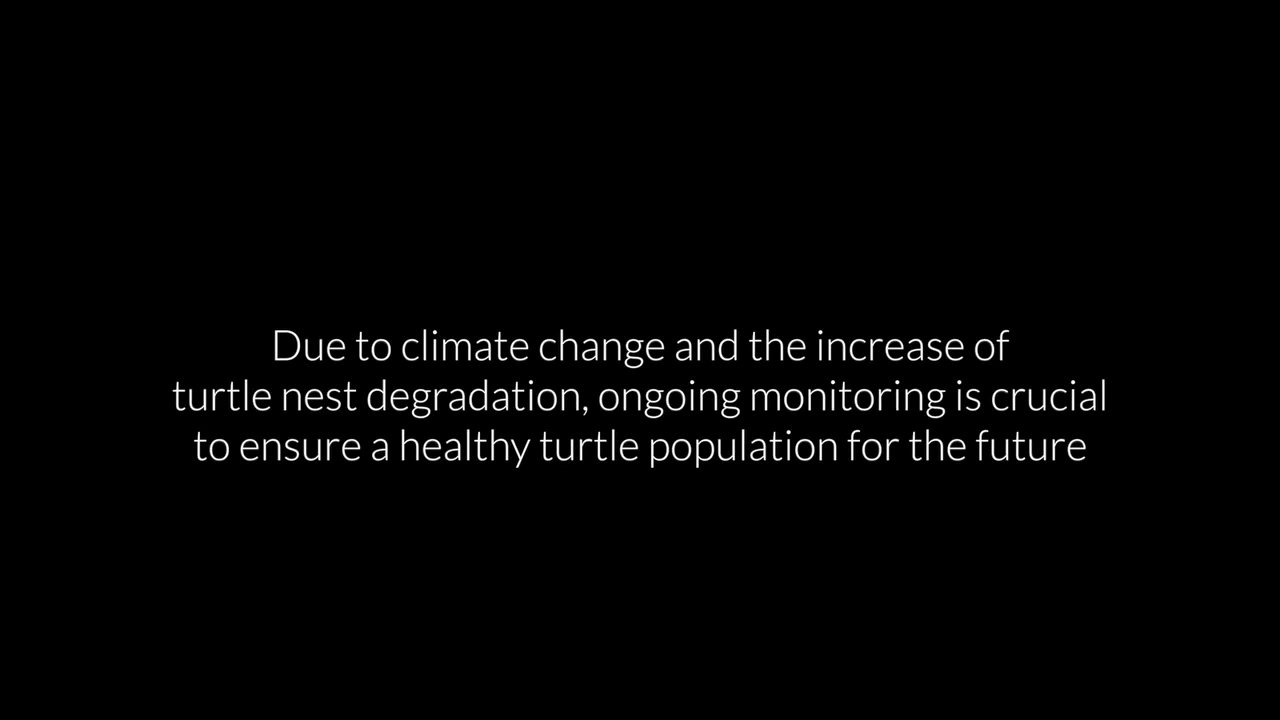 Due to climate change and the increase of
turtle nest degradation, ongoing monitoring is crucial
to ensure a healthy turtle population for the future